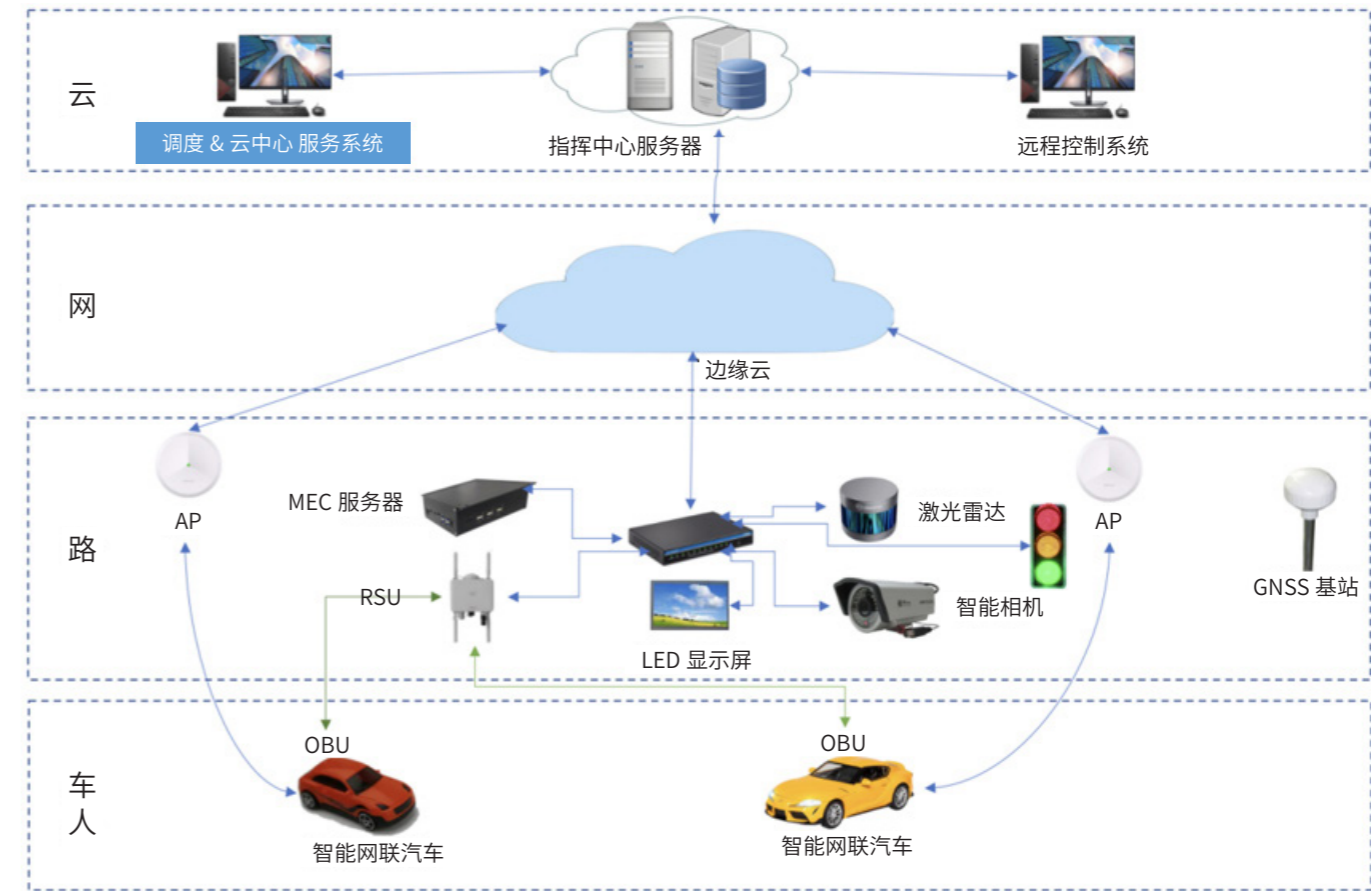 云
调度 & 云中心 服务系统
指挥中心服务器
远程控制系统
网
边缘云
路
AP
MEC 服务器
RSU
LED 显示屏
激光雷达
智能相机
AP
GNSS 基站
车
人
OBU
智能网联汽车
OBU
智能网联汽车